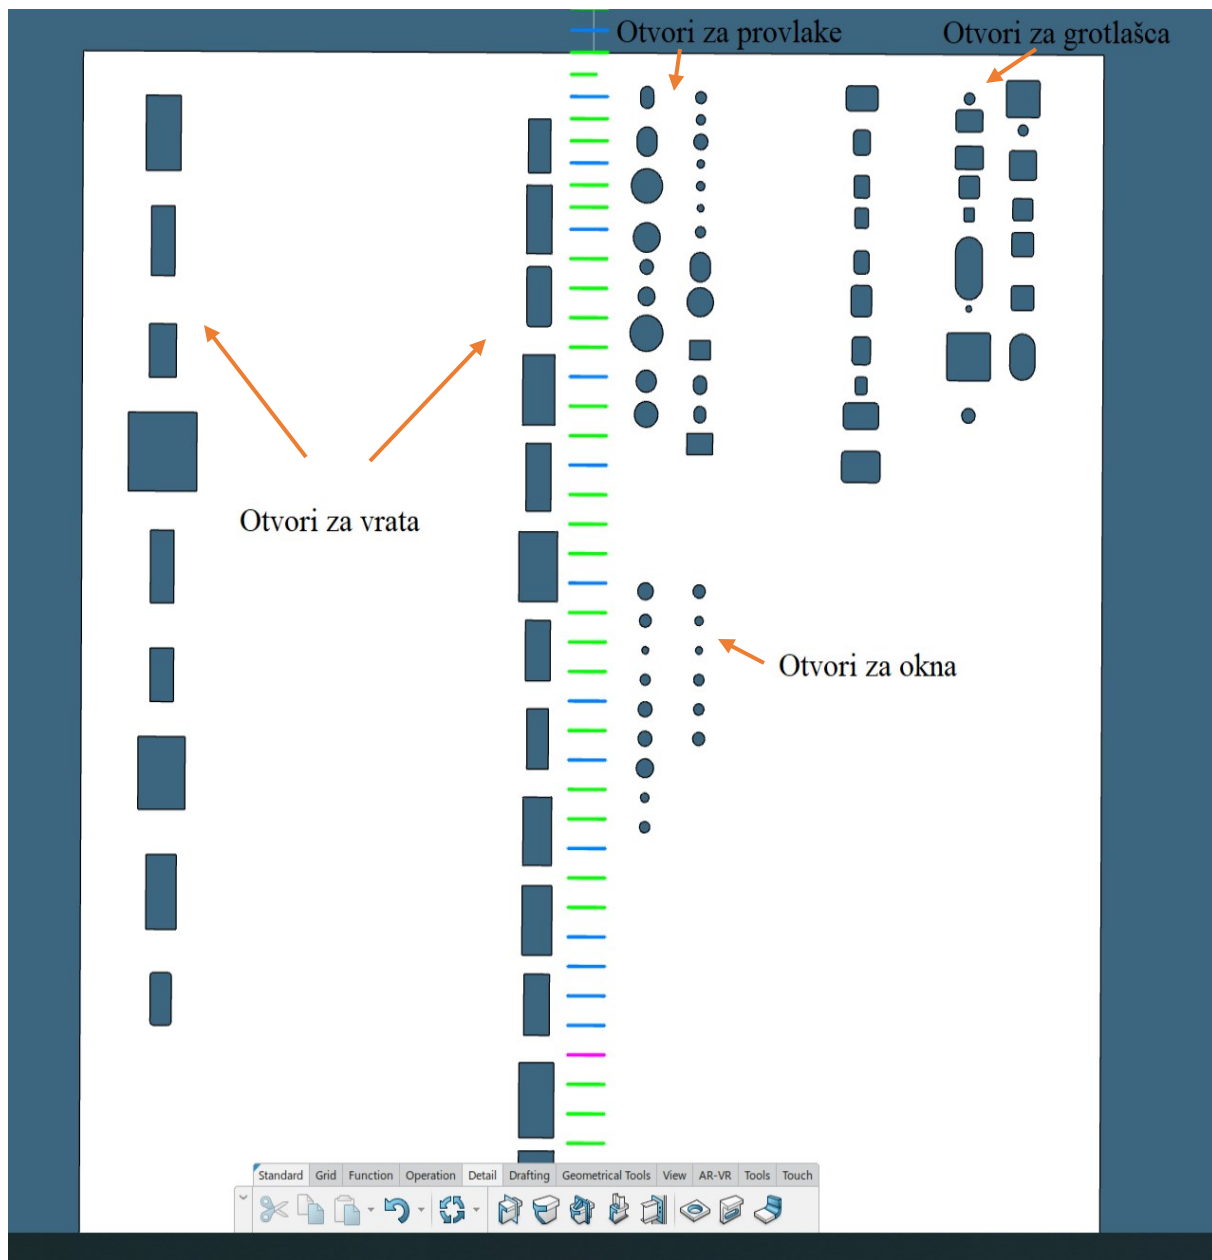 Otvori za provlake
Otvori za grotlašca
Otvori za vrata
Otvori za okna
Standard Grid Function Operation Detail Drafting Geometrical Tools View AR-VR Tools Touch